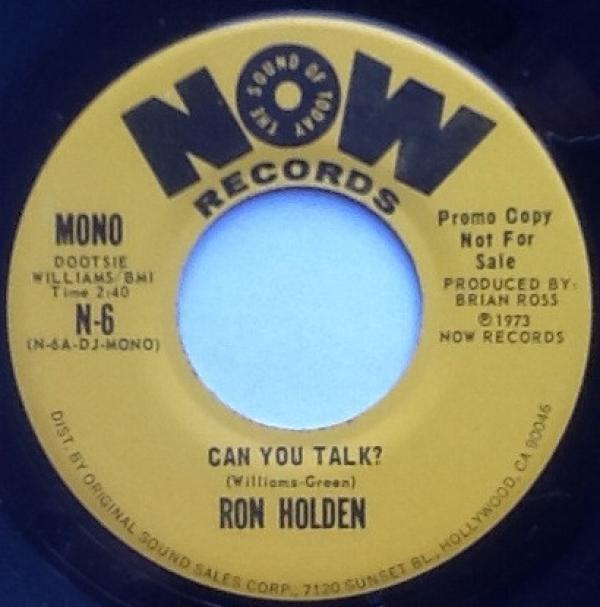 NOW
THE SOUND OF TODAY
RECORDS
MONO
DOOTSIE
WILLIAMS/BMI
Time 2:40
N-6
(N-6A-DJ-MONO)
Promo Copy
Not For
Sale
PRODUCED BY:
BRIAN ROSS
℗1973
NOW RECORDS
CAN YOU TALK?
(Williams-Green)
RON HOLDEN
DIST. BY ORIGINAL SOUND SALES CORP., 7120 SUNSET BL., HOLLYWOOD, CA 90046